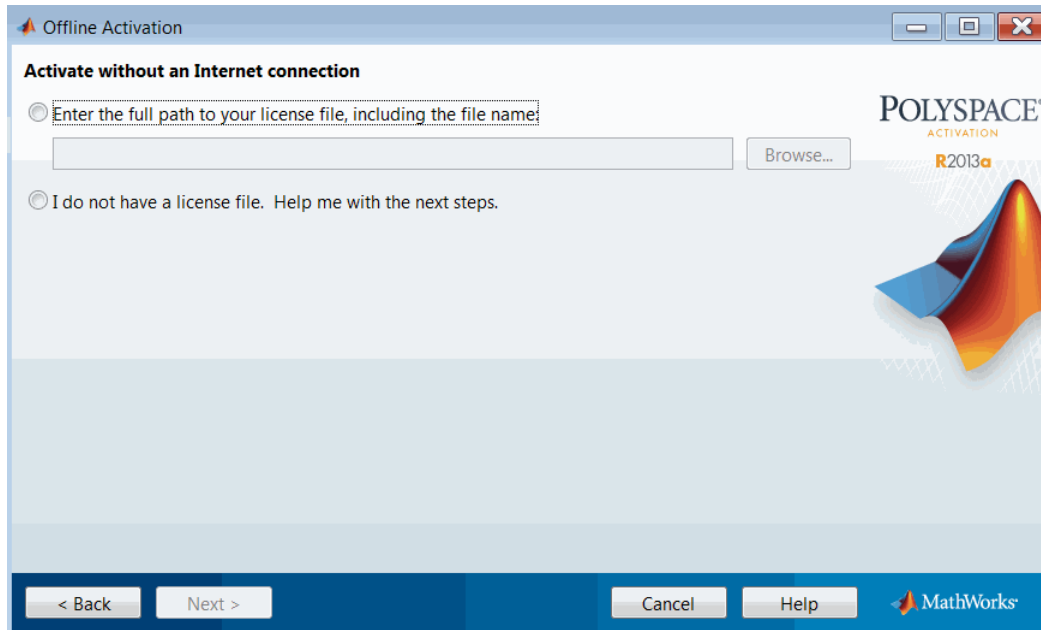 Offline Activation
Activate without an Internet connection
Enter the full path to your license file, including the file name:
Browse...
I do not have a license file.  Help me with the next steps.
POLYSPACE®
ACTIVATION
R2013a
< Back
Next >
Cancel
Help
MathWorks®